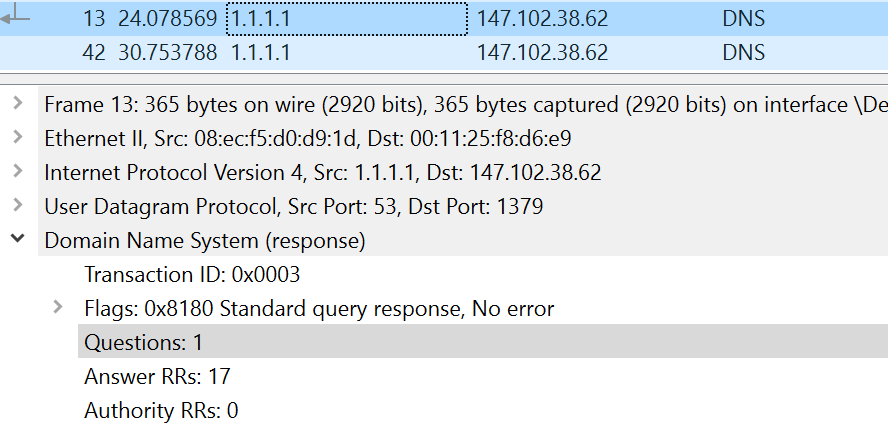 13 24.078569 1.1.1.1 147.102.38.62 DNS
42 30.753788 1.1.1.1 147.102.38.62 DNS
Frame 13: 365 bytes on wire (2920 bits), 365 bytes captured (2920 bits) on interface \De
Ethernet II, Src: 08:ec:f5:d0:d9:1d, Dst: 00:11:25:f8:d6:e9
Internet Protocol Version 4, Src: 1.1.1.1, Dst: 147.102.38.62
User Datagram Protocol, Src Port: 53, Dst Port: 1379
Domain Name System (response)
Transaction ID: 0x0003
Flags: 0x8180 Standard query response, No error
Questions: 1
Answer RRs: 17
Authority RRs: 0